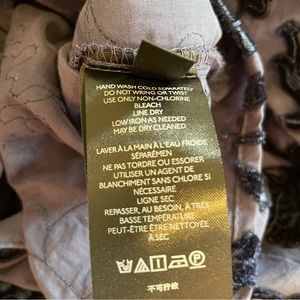 HAND WASH COLD SEPARATELY
DO NOT WRING OR TWIST
USE ONLY NON-CHLORINE
BLEACH
LINE DRY
LOW IRON AS NEEDED
MAY BE DRY CLEANED
LAVER À LA MAIN À L'EAU FROIDE
SÉPARÉMEN
NE PAS TORDRE OU ESSORER
UTILISER UN AGENT DE
BLANCHIMENT SANS CHLORE SI
NÉCESSAIRE
LIGNE SEC
REPASSER, AU BESOIN, À
BASSE TEMPÉRATURE
PEUT-ÊTRE ÊTRE NETTOYÉE
À SEC
不可拧絞